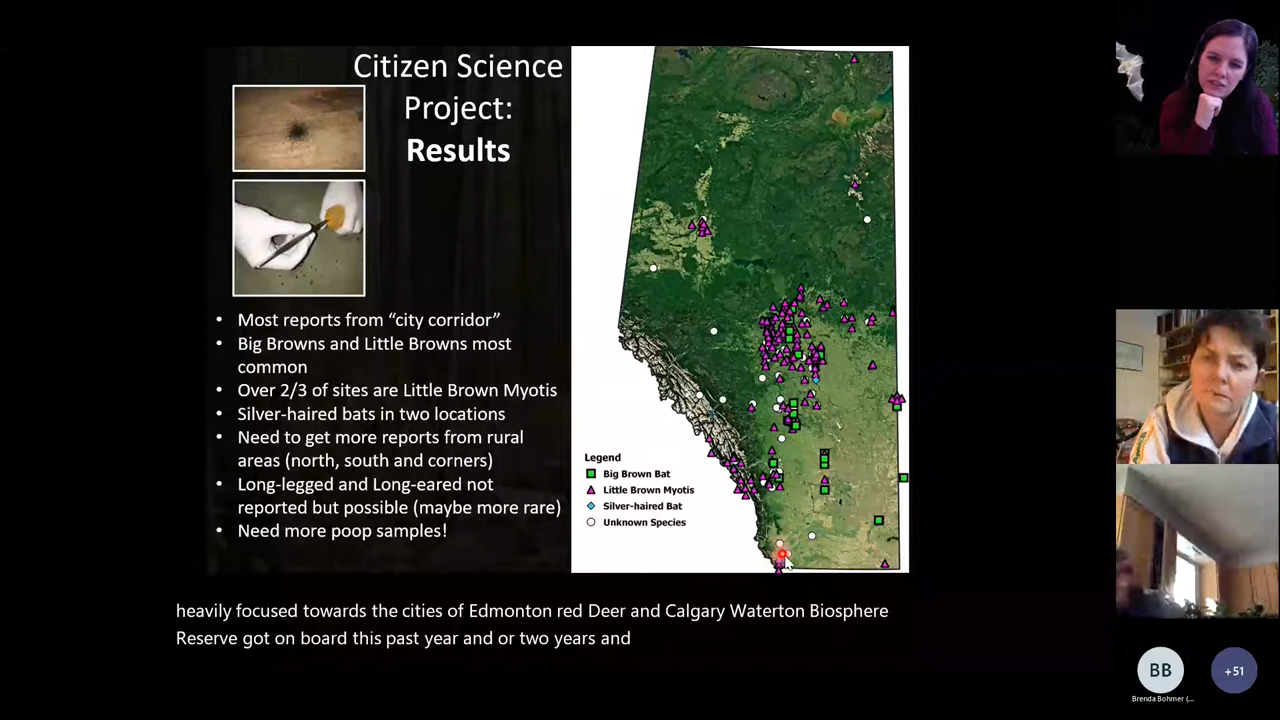 Citizen Science
Project:
Results
• Most reports from “city corridor”
• Big Browns and Little Browns most
common
• Over 2/3 of sites are Little Brown Myotis
• Silver-haired bats in two locations
• Need to get more reports from rural
areas (north, south and corners)
• Long-legged and Long-eared not
reported but possible (maybe more rare)
• Need more poop samples!
Legend
Big Brown Bat
Little Brown Myotis
Silver-haired Bat
Unknown Species
heavily focused towards the cities of Edmonton red Deer and Calgary Waterton Biosphere
Reserve got on board this past year and or two years and
BB
+51
Brenda Bohmer (...